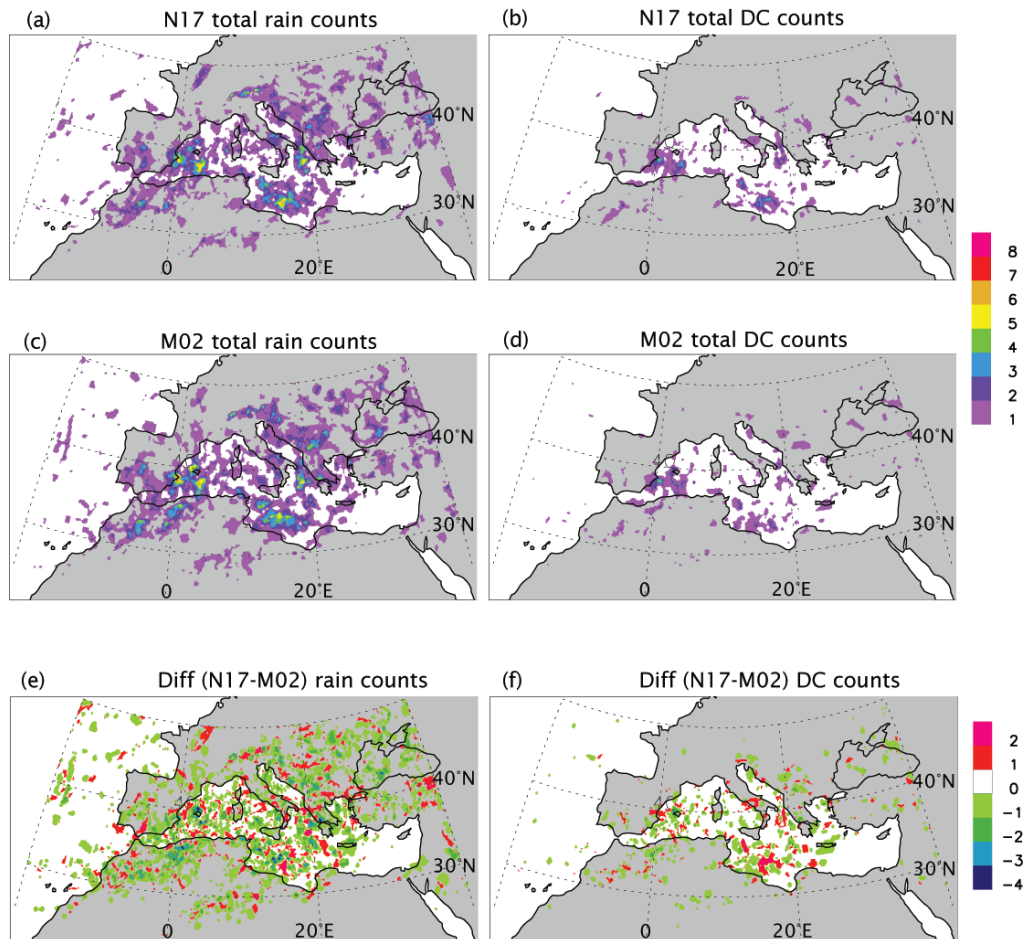 (a) N17 total rain counts
(b) N17 total DC counts
40°N
30°N
0
20°E
40°N
30°N
0
20°E
8
7
6
5
4
3
2
1
(c) M02 total rain counts
(d) M02 total DC counts
40°N
30°N
0
20°E
40°N
30°N
0
20°E
(e) Diff (N17-M02) rain counts
(f) Diff (N17-M02) DC counts
40°N
30°N
0
20°E
40°N
30°N
0
20°E
2
1
0
-1
-2
-3
-4